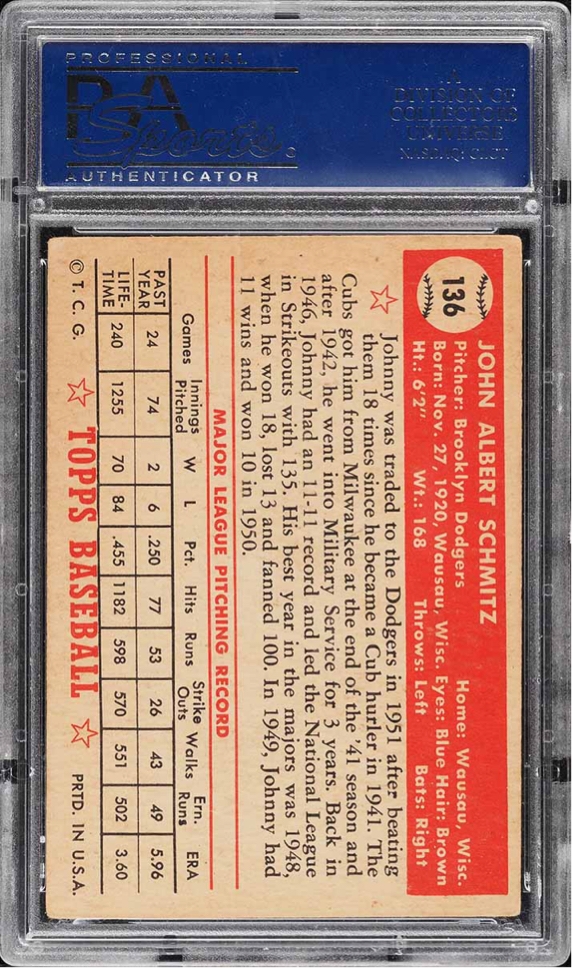 PROFESSIONAL
PSA
Sports
AUTHENTICATOR
A
DIVISION OF
COLLECTORS
UNIVERSE
NASDAQ: CLCT
136
JOHN ALBERT SCHMITZ
Pitcher: Brooklyn Dodgers Home: Wausau, Wisc.
Born: Nov. 27, 1920, Wausau, Wisc. Eyes: Blue Hair: Brown
Ht.: 6'2" Wt.: 168 Throws: Left Bats: Right
Johnny was traded to the Dodgers in 1951 after beating
them 18 times since he became a Cub hurler in 1941. The
Cubs got him from Milwaukee at the end of the '41 season and
after 1942, he went into Military Service for 3 years. Back in
1946, Johnny had an 11-11 record and led the National League
in Strikeouts with 135. His best year in the majors was 1948,
when he won 18, lost 13 and fanned 100. In 1949, Johnny had
11 wins and won 10 in 1950.
MAJOR LEAGUE PITCHING RECORD
Games Innings Pitched W L Pct. Hits Runs Strike Outs Walks Ern. Runs ERA
PAST YEAR 24 74 2 6 .250 77 53 26 43 49 5.96
LIFE-TIME 240 1255 70 84 .455 1182 598 570 551 502 3.60
© T. C. G. TOPPS BASEBALL PRTD. IN U.S.A.